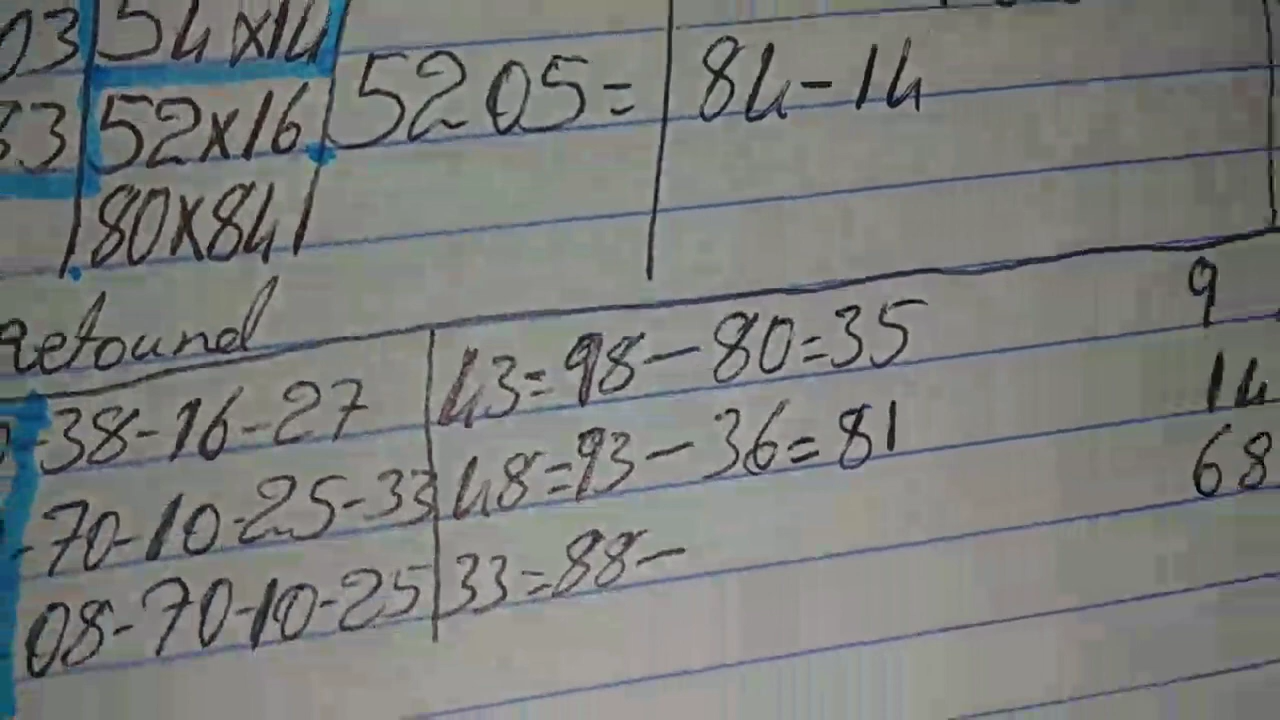 03 54x14
33 52x16 5205= 84-14
80x84
Refound
-38-16-27 43=98-80=35 9
-70-10-25-33 48=93-36=81 14
08-70-10-25 33=88- 68